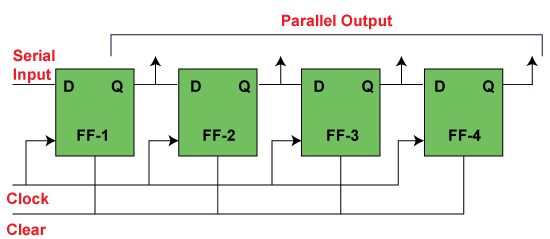 Parallel Output
Serial
Input
D Q D Q D Q D Q
FF-1 FF-2 FF-3 FF-4
Clock
Clear